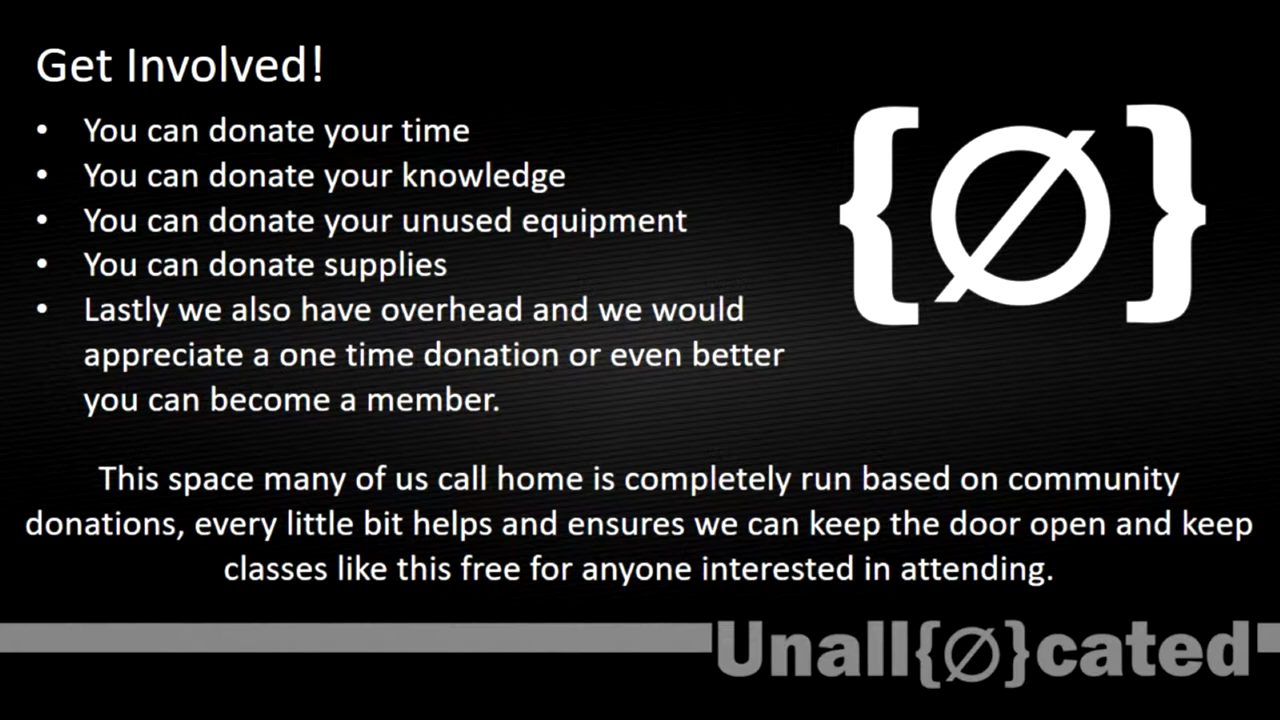 Get Involved!
• You can donate your time
• You can donate your knowledge
• You can donate your unused equipment
• You can donate supplies
• Lastly we also have overhead and we would
appreciate a one time donation or even better
you can become a member.
{Ø}
This space many of us call home is completely run based on community
donations, every little bit helps and ensures we can keep the door open and keep
classes like this free for anyone interested in attending.
Unall{Ø}cated